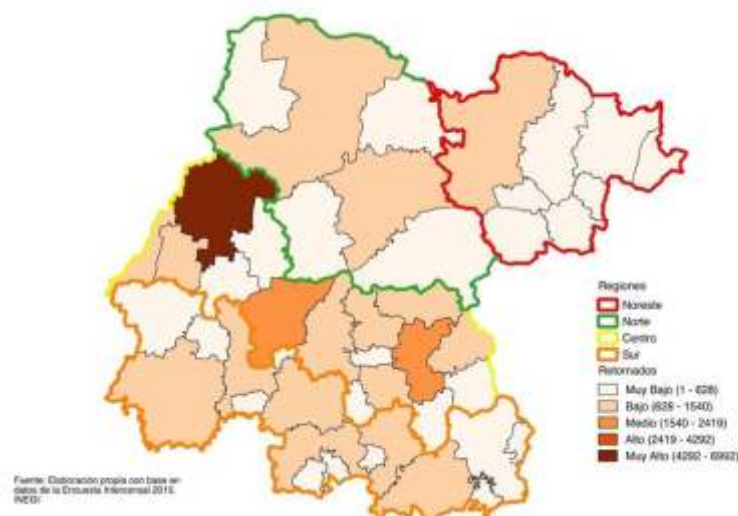 Regiones
Noreste
Norte
Centro
Sur
Retornados
Muy Bajo (1 - 628)
Bajo (628 - 1540)
Medio (1540 - 2419)
Alto (2419 - 4292)
Muy Alto (4292 - 6992)
Fuente: Elaboración propia con base en
datos de la Encuesta Intercensal 2015.
INEGI